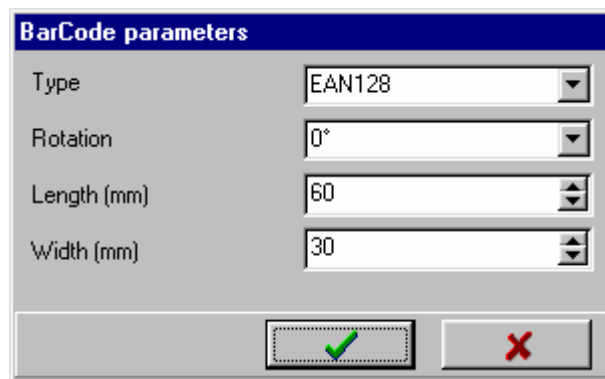 BarCode parameters
Type EAN128
Rotation 0°
Length (mm) 60
Width (mm) 30